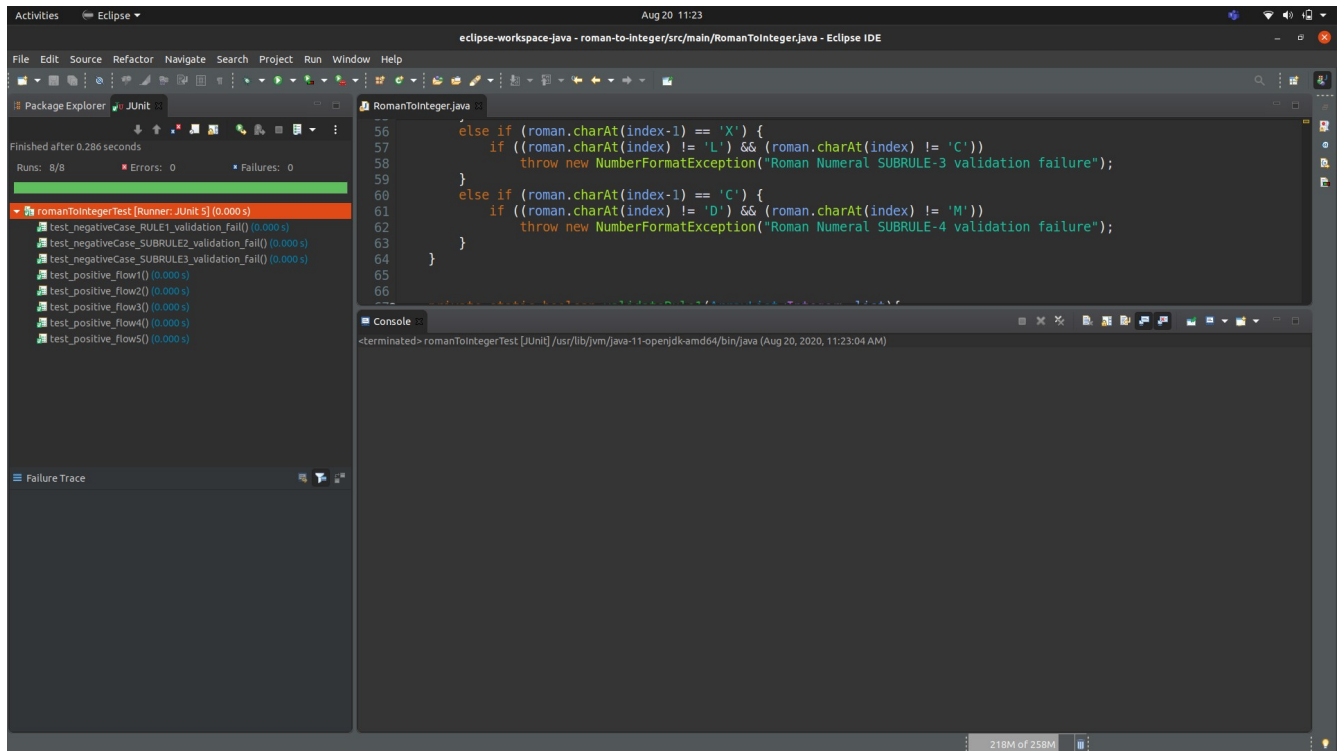 Activities Eclipse Aug 20 11:23
eclipse-workspace-java - roman-to-integer/src/main/RomanToInteger.java - Eclipse IDE
File Edit Source Refactor Navigate Search Project Run Window Help
Package Explorer JUnit
Finished after 0.286 seconds
Runs: 8/8 Errors: 0 Failures: 0
romanToIntegerTest [Runner: JUnit 5] (0.000 s)
test_negativeCase_RULE1_validation_fail() (0.000 s)
test_negativeCase_SUBRULE2_validation_fail() (0.000 s)
test_negativeCase_SUBRULE3_validation_fail() (0.000 s)
test_positive_flow1() (0.000 s)
test_positive_flow2() (0.000 s)
test_positive_flow3() (0.000 s)
test_positive_flow4() (0.000 s)
test_positive_flow5() (0.000 s)
Failure Trace
RomanToInteger.java
56 else if (roman.charAt(index-1) == 'X') {
57 if ((roman.charAt(index) != 'L') && (roman.charAt(index) != 'C'))
58 throw new NumberFormatException("Roman Numeral SUBRULE-3 validation failure");
59 }
60 else if (roman.charAt(index-1) == 'C') {
61 if ((roman.charAt(index) != 'D') && (roman.charAt(index) != 'M'))
62 throw new NumberFormatException("Roman Numeral SUBRULE-4 validation failure");
63 }
64 }
65
66
Console
<terminated> romanToIntegerTest [JUnit] /usr/lib/jvm/java-11-openjdk-amd64/bin/java (Aug 20, 2020, 11:23:04 AM)
218M of 258M